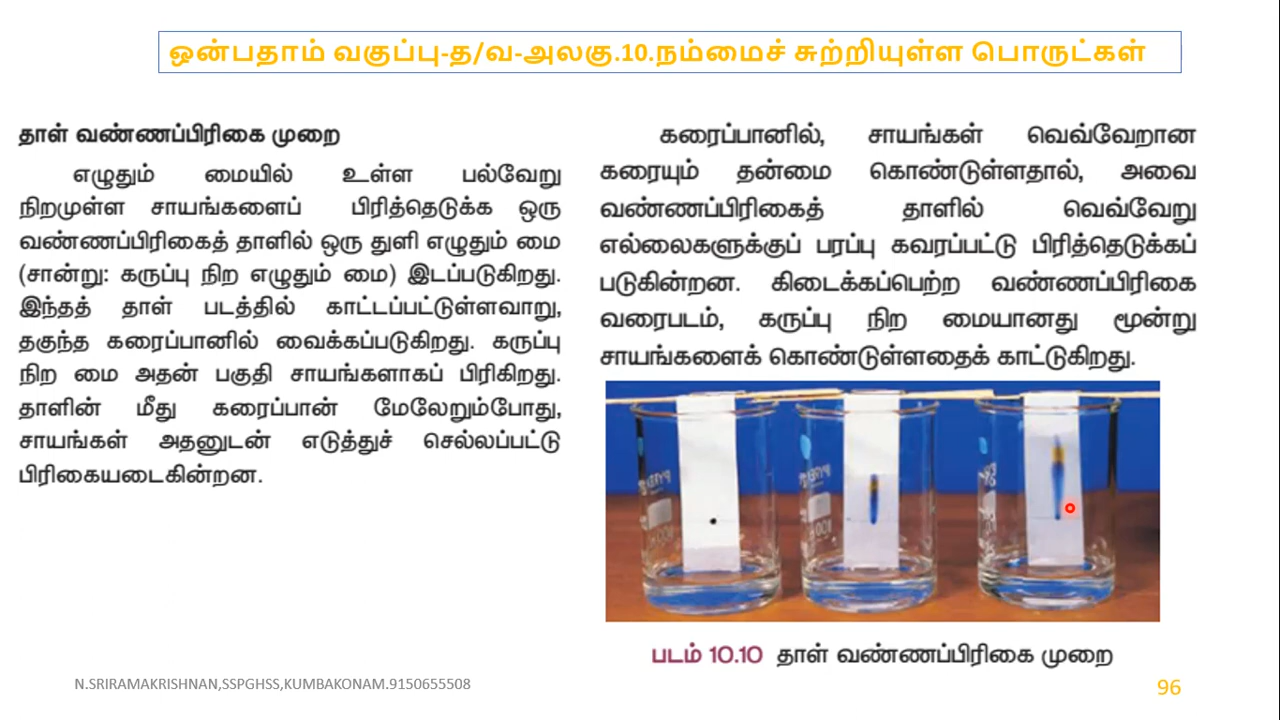 ஒன்பதாம் வகுப்பு-த/வ-அலகு.10.நம்மைச் சுற்றியுள்ள பொருட்கள்
தாள் வண்ணப்பிரிகை முறை
எழுதும் மையில் உள்ள பல்வேறு
நிறமுள்ள சாயங்களைப் பிரித்தெடுக்க ஒரு
வண்ணப்பிரிகைத் தாளில் ஒரு துளி எழுதும் மை
(சான்று: கருப்பு நிற எழுதும் மை) இடப்படுகிறது.
இந்தத் தாள் படத்தில் காட்டப்பட்டுள்ளவாறு,
தகுந்த கரைப்பானில் வைக்கப்படுகிறது. கருப்பு
நிற மை அதன் பகுதி சாயங்களாகப் பிரிகிறது.
தாளின் மீது கரைப்பான் மேலேறும்போது,
சாயங்கள் அதனுடன் எடுத்துச் செல்லப்பட்டு
பிரிகையடைகின்றன.
கரைப்பானில், சாயங்கள் வெவ்வேறான
கரையும் தன்மை கொண்டுள்ளதால், அவை
வண்ணப்பிரிகைத் தாளில் வெவ்வேறு
எல்லைகளுக்குப் பரப்பு கவரப்பட்டு பிரித்தெடுக்கப்
படுகின்றன. கிடைக்கப்பெற்ற வண்ணப்பிரிகை
வரைபடம், கருப்பு நிற மையானது மூன்று
சாயங்களைக் கொண்டுள்ளதைக் காட்டுகிறது.
படம் 10.10 தாள் வண்ணப்பிரிகை முறை
N.SRIRAMAKRISHNAN,SSPGHSS,KUMBAKONAM.9150655508
96